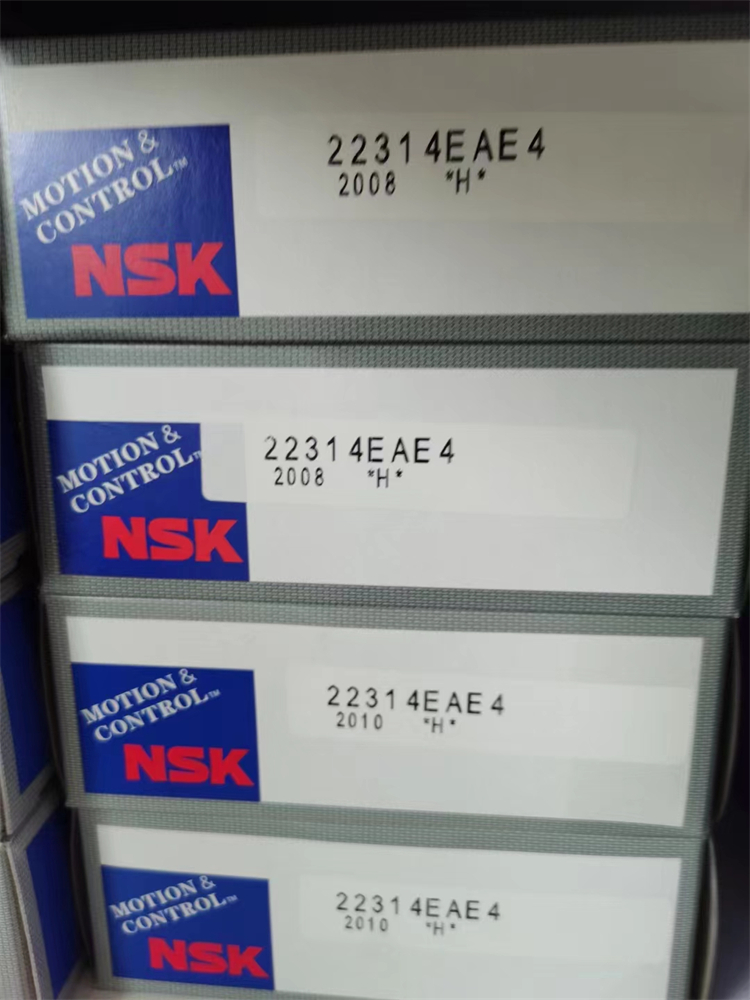 MOTION &
CONTROL™
NSK
22314EAE4
2008 *H*
MOTION &
CONTROL™
NSK
22314EAE4
2008 *H*
MOTION &
CONTROL™
NSK
22314EAE4
2010 *H*
MOTION &
CONTROL™
NSK
22314EAE4
2010 *H*